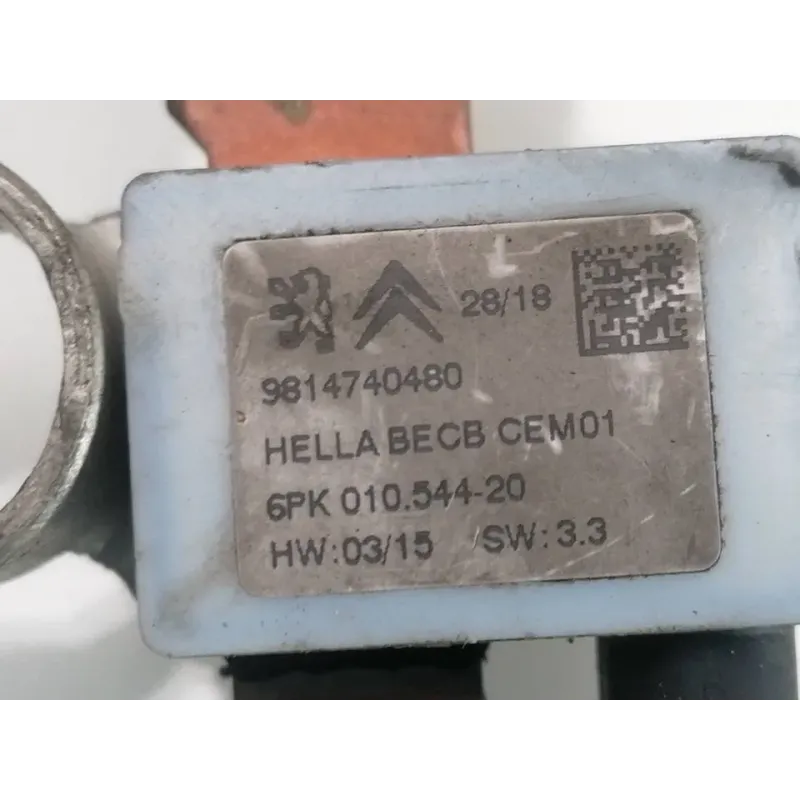 28/18
9814740480
HELLA BECB CEM01
6PK 010.544-20
HW:03/15 SW:3.3